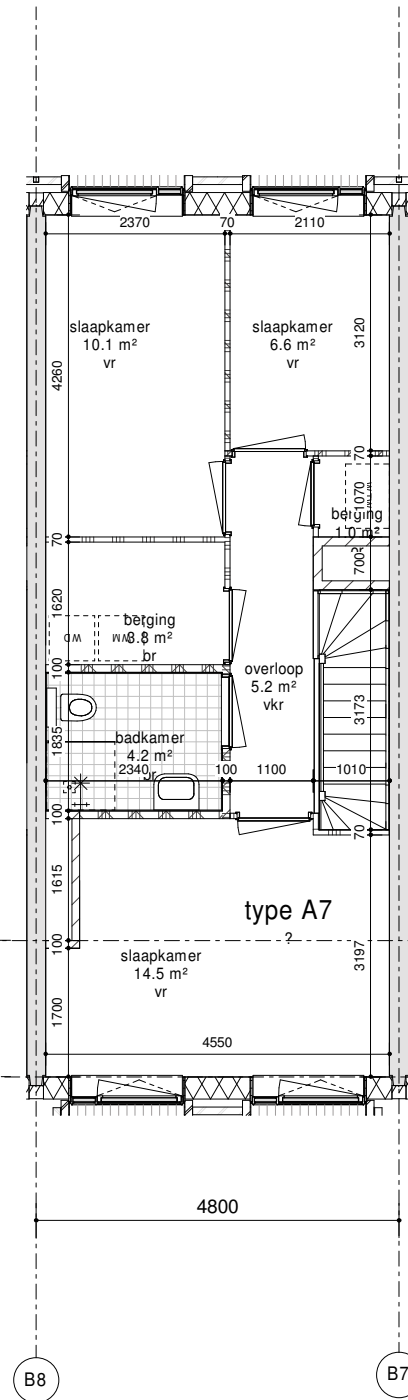 2370
70
2110
slaapkamer
10.1 m²
vr
slaapkamer
6.6 m²
vr
3120
4260
70
1070
berging
1.0 m²
70
700
1620
berging
3.8 m²
br
WD
WM
100
overloop
5.2 m²
vkr
3173
badkamer
4.2 m²
1835
2340
100
1100
1010
100
70
1615
type A7
?
3197
100
slaapkamer
14.5 m²
vr
1700
4550
4800
B8
B7